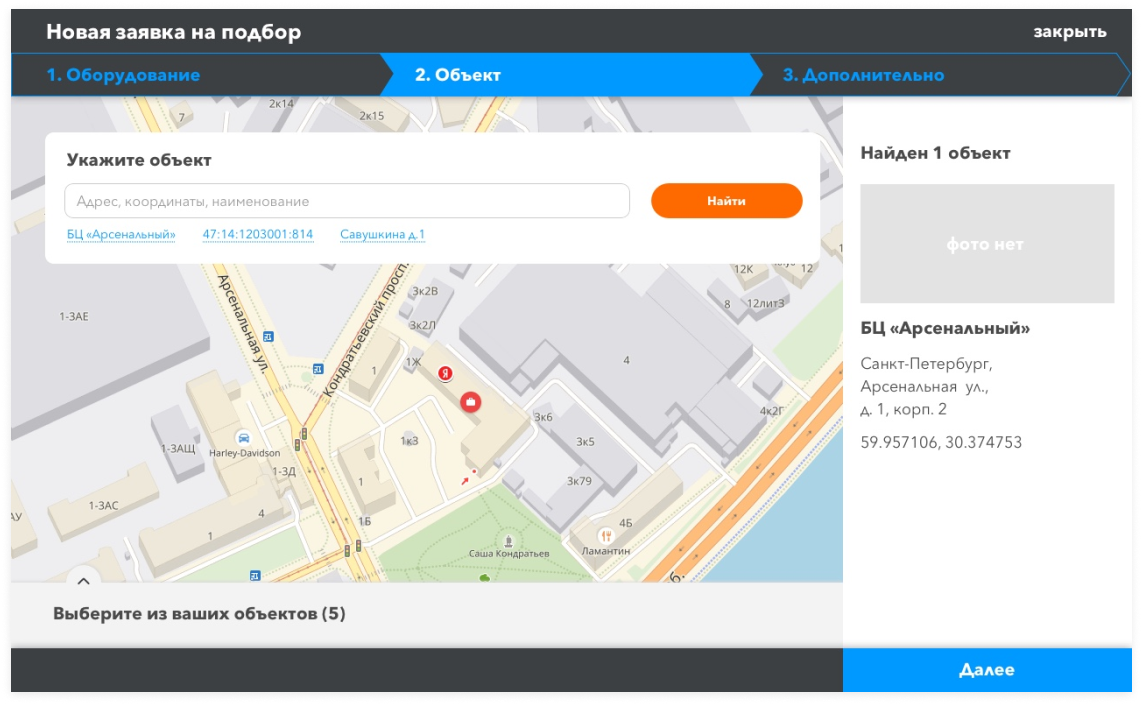 Новая заявка на подбор
закрыть
1. Оборудование
2. Объект
3. Дополнительно
2к14
7
2к15
Укажите объект
Адрес, координаты, наименование
Найти
БЦ «Арсенальный»
47:14:1203001:814
Савушкина д.1
12К
12
1-3АЕ
Арсенальная ул.
Кондратьевский просп.
3к2В
3к2Л
8
12литЗ
1Ж
Я
1
4
4к2Г
3к6
1к3
3к5
1-3АЩ
Harley-Davidson
1-3Д
1
3к79
1-3АС
4
1
1Б
4Б
Саша Кондратьев
Ламантин
Выберите из ваших объектов (5)
Найден 1 объект
фото нет
БЦ «Арсенальный»
Санкт-Петербург,
Арсенальная ул.,
д. 1, корп. 2
59.957106, 30.374753
Далее